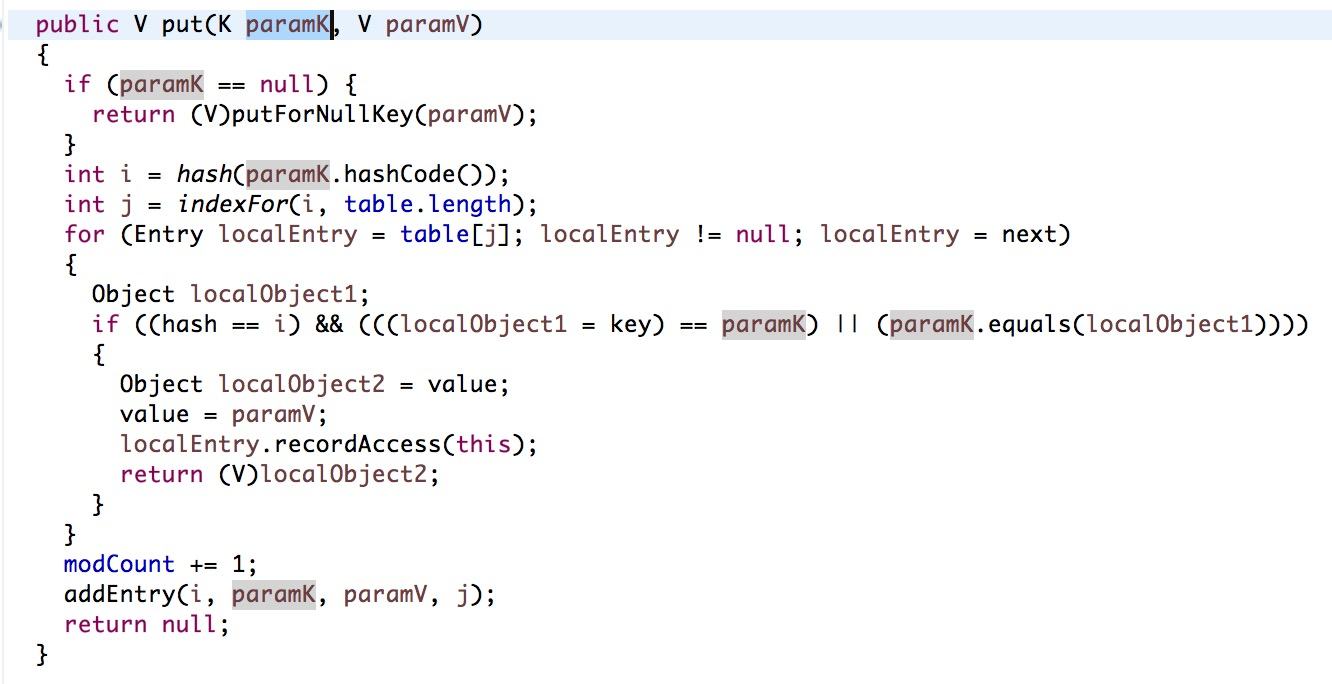 public V put(K paramK, V paramV)
{
  if (paramK == null) {
    return (V)putForNullKey(paramV);
  }
  int i = hash(paramK.hashCode());
  int j = indexFor(i, table.length);
  for (Entry localEntry = table[j]; localEntry != null; localEntry = next)
  {
    Object localObject1;
    if ((hash == i) && (((localObject1 = key) == paramK) || (paramK.equals(localObject1))))
    {
      Object localObject2 = value;
      value = paramV;
      localEntry.recordAccess(this);
      return (V)localObject2;
    }
  }
  modCount += 1;
  addEntry(i, paramK, paramV, j);
  return null;
}